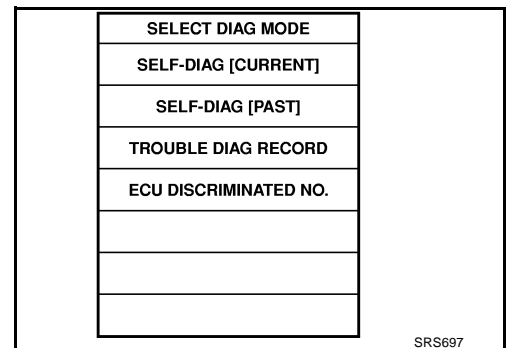 SELECT DIAG MODE
SELF-DIAG [CURRENT]
SELF-DIAG [PAST]
TROUBLE DIAG RECORD
ECU DISCRIMINATED NO.
SRS697